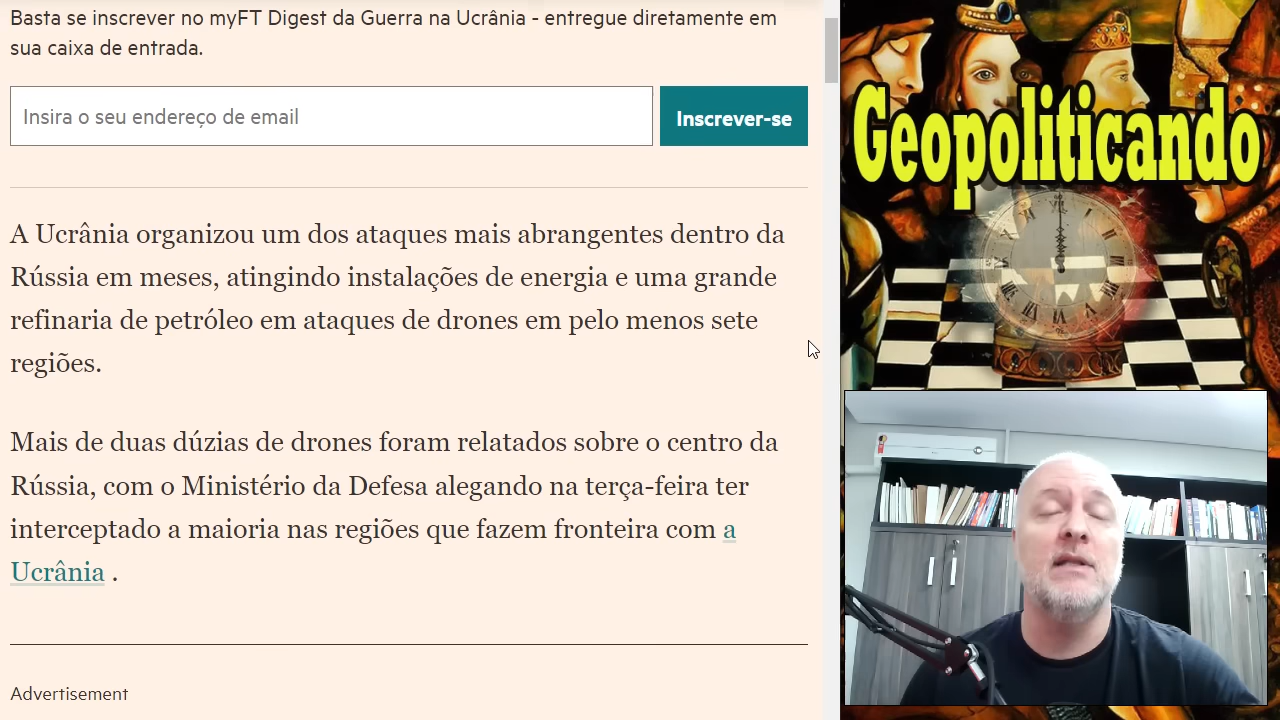 Basta se inscrever no myFT Digest da Guerra na Ucrânia - entregue diretamente em
sua caixa de entrada.
Insira o seu endereço de email
Inscrever-se
A Ucrânia organizou um dos ataques mais abrangentes dentro da
Rússia em meses, atingindo instalações de energia e uma grande
refinaria de petróleo em ataques de drones em pelo menos sete
regiões.
Mais de duas dúzias de drones foram relatados sobre o centro da
Rússia, com o Ministério da Defesa alegando na terça-feira ter
interceptado a maioria nas regiões que fazem fronteira com a
Ucrânia .
Advertisement
Geopoliticando